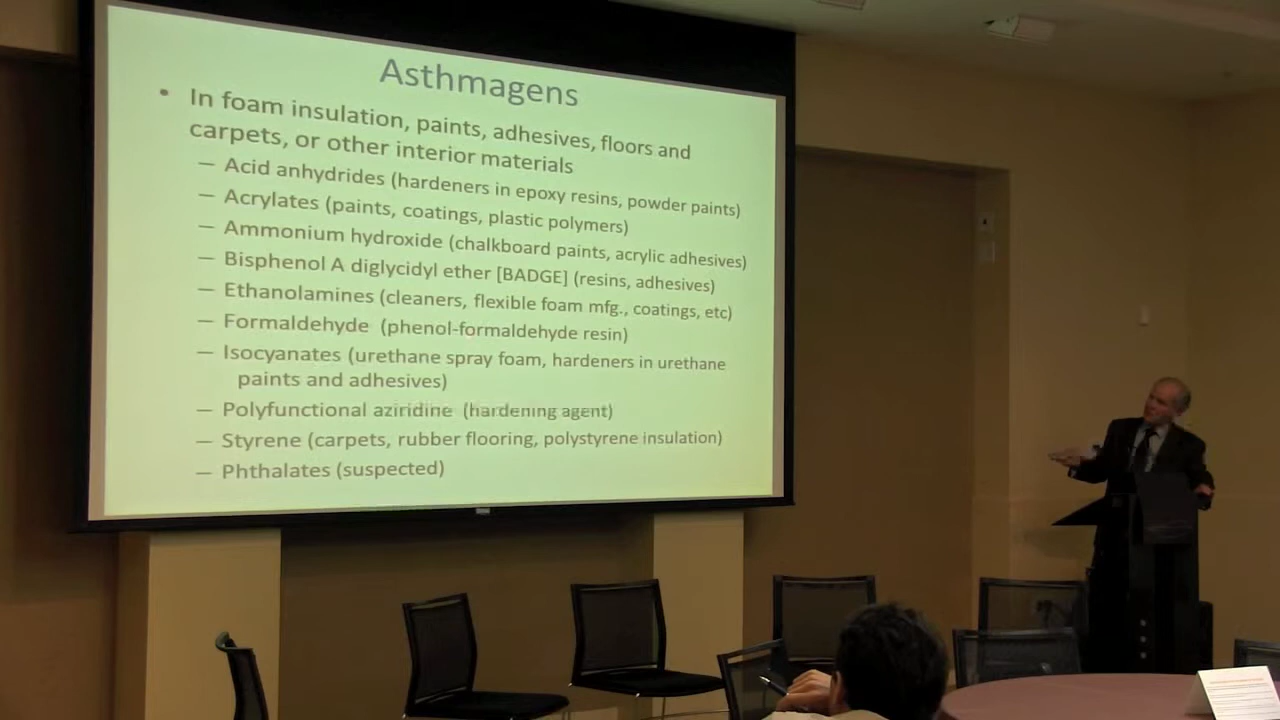 Asthmagens
• In foam insulation, paints, adhesives, floors and
carpets, or other interior materials
– Acid anhydrides (hardeners in epoxy resins, powder paints)
– Acrylates (paints, coatings, plastic polymers)
– Ammonium hydroxide (chalkboard paints, acrylic adhesives)
– Bisphenol A diglycidyl ether [BADGE] (resins, adhesives)
– Ethanolamines (cleaners, flexible foam mfg., coatings, etc)
– Formaldehyde (phenol-formaldehyde resin)
– Isocyanates (urethane spray foam, hardeners in urethane
paints and adhesives)
– Polyfunctional aziridine (hardening agent)
– Styrene (carpets, rubber flooring, polystyrene insulation)
– Phthalates (suspected)